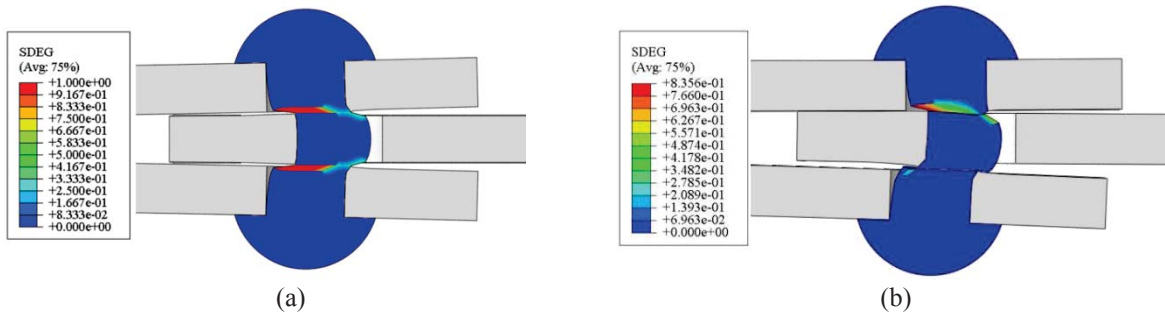 SDEG
(Avg: 75%)
+1.000e+00
+9.167e-01
+8.333e-01
+7.500e-01
+6.667e-01
+5.833e-01
+5.000e-01
+4.167e-01
+3.333e-01
+2.500e-01
+1.667e-01
+8.333e-02
+0.000e+00
(a)
SDEG
(Avg: 75%)
+8.356e-01
+7.660e-01
+6.963e-01
+6.267e-01
+5.571e-01
+4.874e-01
+4.178e-01
+3.482e-01
+2.785e-01
+2.089e-01
+1.393e-01
+6.963e-02
+0.000e+00
(b)